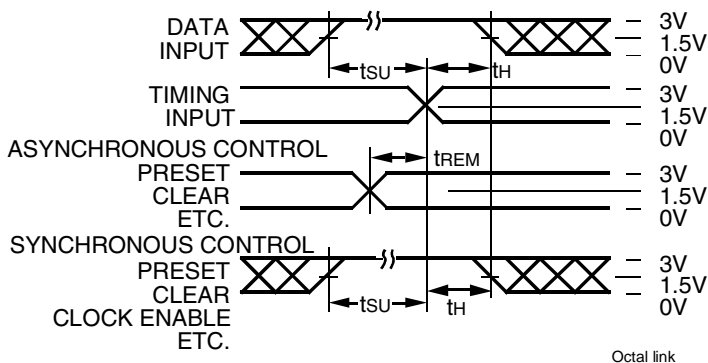 DATA
INPUT
tSU
tH
3V
1.5V
0V
TIMING
INPUT
3V
1.5V
0V
ASYNCHRONOUS CONTROL
PRESET
CLEAR
ETC.
tREM
3V
1.5V
0V
SYNCHRONOUS CONTROL
PRESET
CLEAR
CLOCK ENABLE
ETC.
tSU
tH
3V
1.5V
0V
Octal link